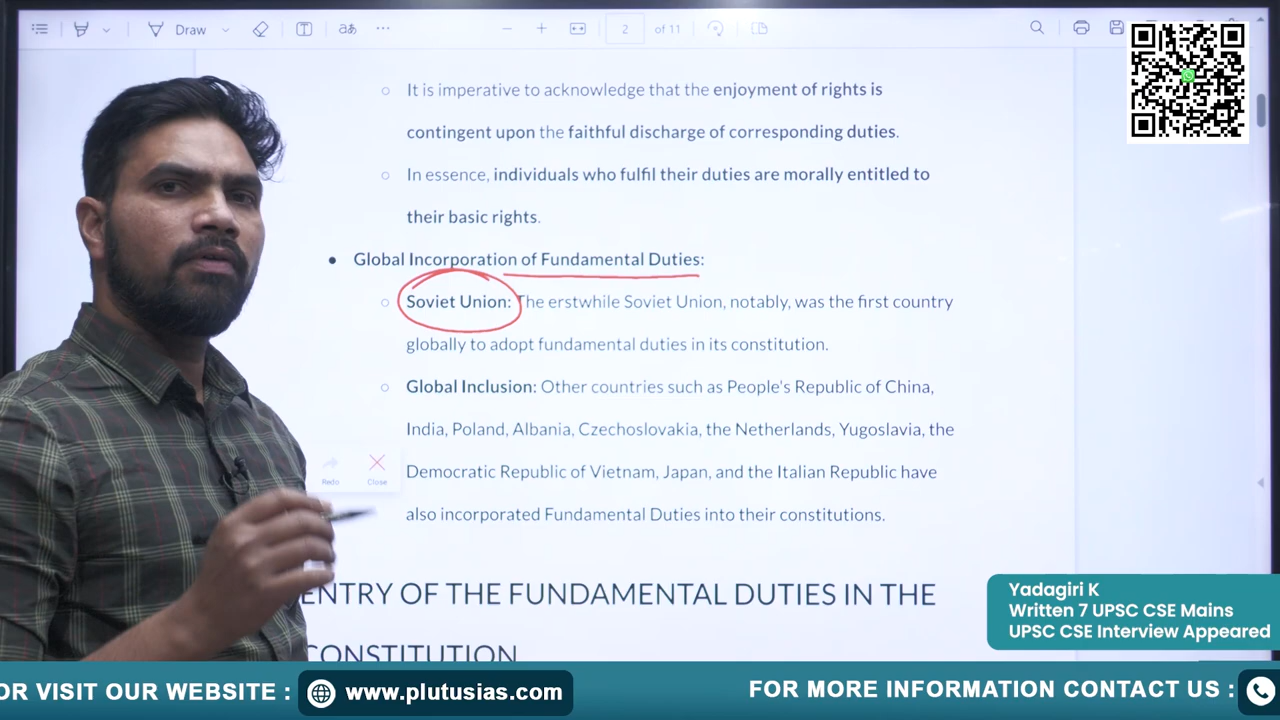 Draw
aあ
2 of 11
It is imperative to acknowledge that the enjoyment of rights is
contingent upon the faithful discharge of corresponding duties.
In essence, individuals who fulfil their duties are morally entitled to
their basic rights.
Global Incorporation of Fundamental Duties:
Soviet Union: The erstwhile Soviet Union, notably, was the first country
globally to adopt fundamental duties in its constitution.
Global Inclusion: Other countries such as People's Republic of China,
India, Poland, Albania, Czechoslovakia, the Netherlands, Yugoslavia, the
Democratic Republic of Vietnam, Japan, and the Italian Republic have
also incorporated Fundamental Duties into their constitutions.
Redo Close
ENTRY OF THE FUNDAMENTAL DUTIES IN THE
CONSTITUTION
Yadagiri K
Written 7 UPSC CSE Mains
UPSC CSE Interview Appeared
OR VISIT OUR WEBSITE : www.plutusias.com FOR MORE INFORMATION CONTACT US :